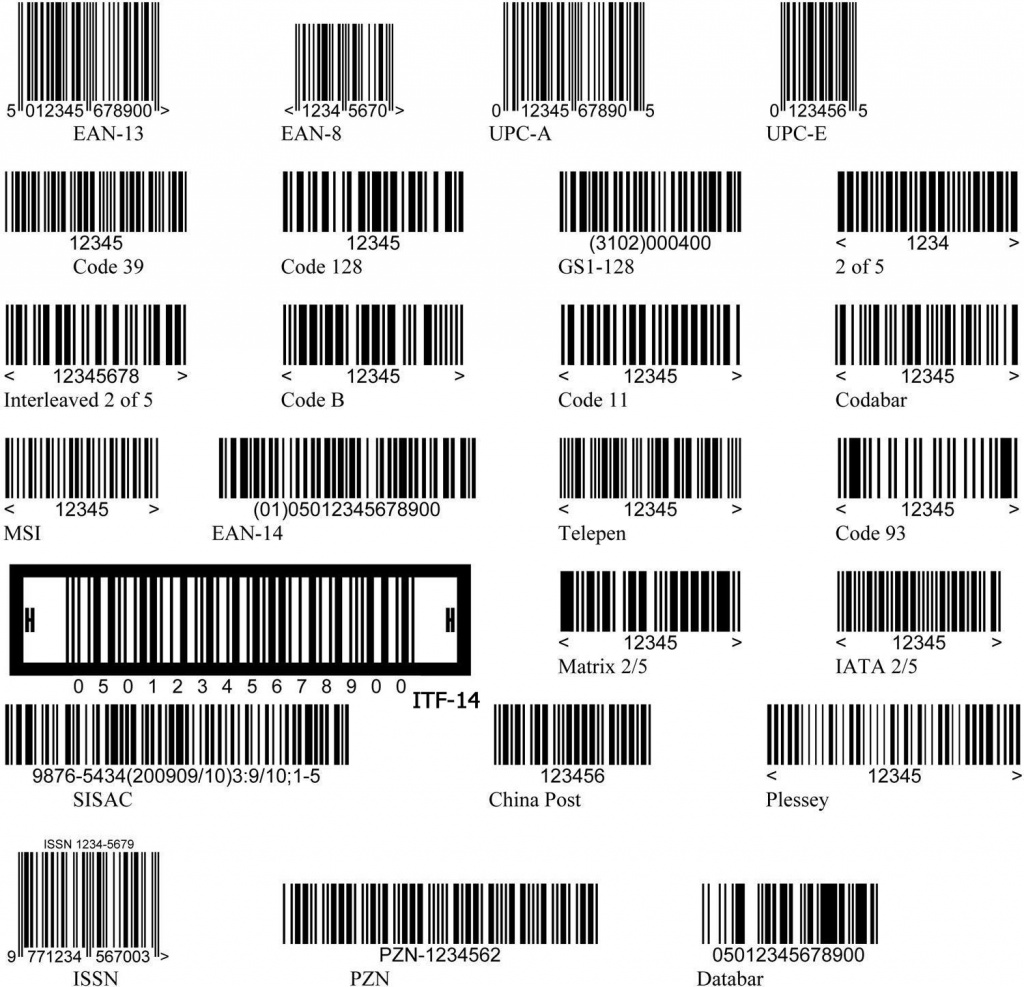 5 012345 678900 >
EAN-13
< 1234 5670 >
EAN-8
0 12345 67890 5
UPC-A
0 123456 5
UPC-E
12345
Code 39
12345
Code 128
(3102)000400
GS1-128
< 1234 >
2 of 5
< 12345678 >
Interleaved 2 of 5
< 12345 >
Code B
< 12345 >
Code 11
< 12345 >
Codabar
< 12345 >
MSI
(01)05012345678900
EAN-14
< 12345 >
Telepen
< 12345 >
Code 93
H H
0 5 0 1 2 3 4 5 6 7 8 9 0 0
ITF-14
< 12345 >
Matrix 2/5
< 12345 >
IATA 2/5
9876-5434(200909/10)3:9/10;1-5
SISAC
123456
China Post
< 12345 >
Plessey
ISSN 1234-5679
9 771234 567003 >
ISSN
PZN-1234562
PZN
05012345678900
Databar